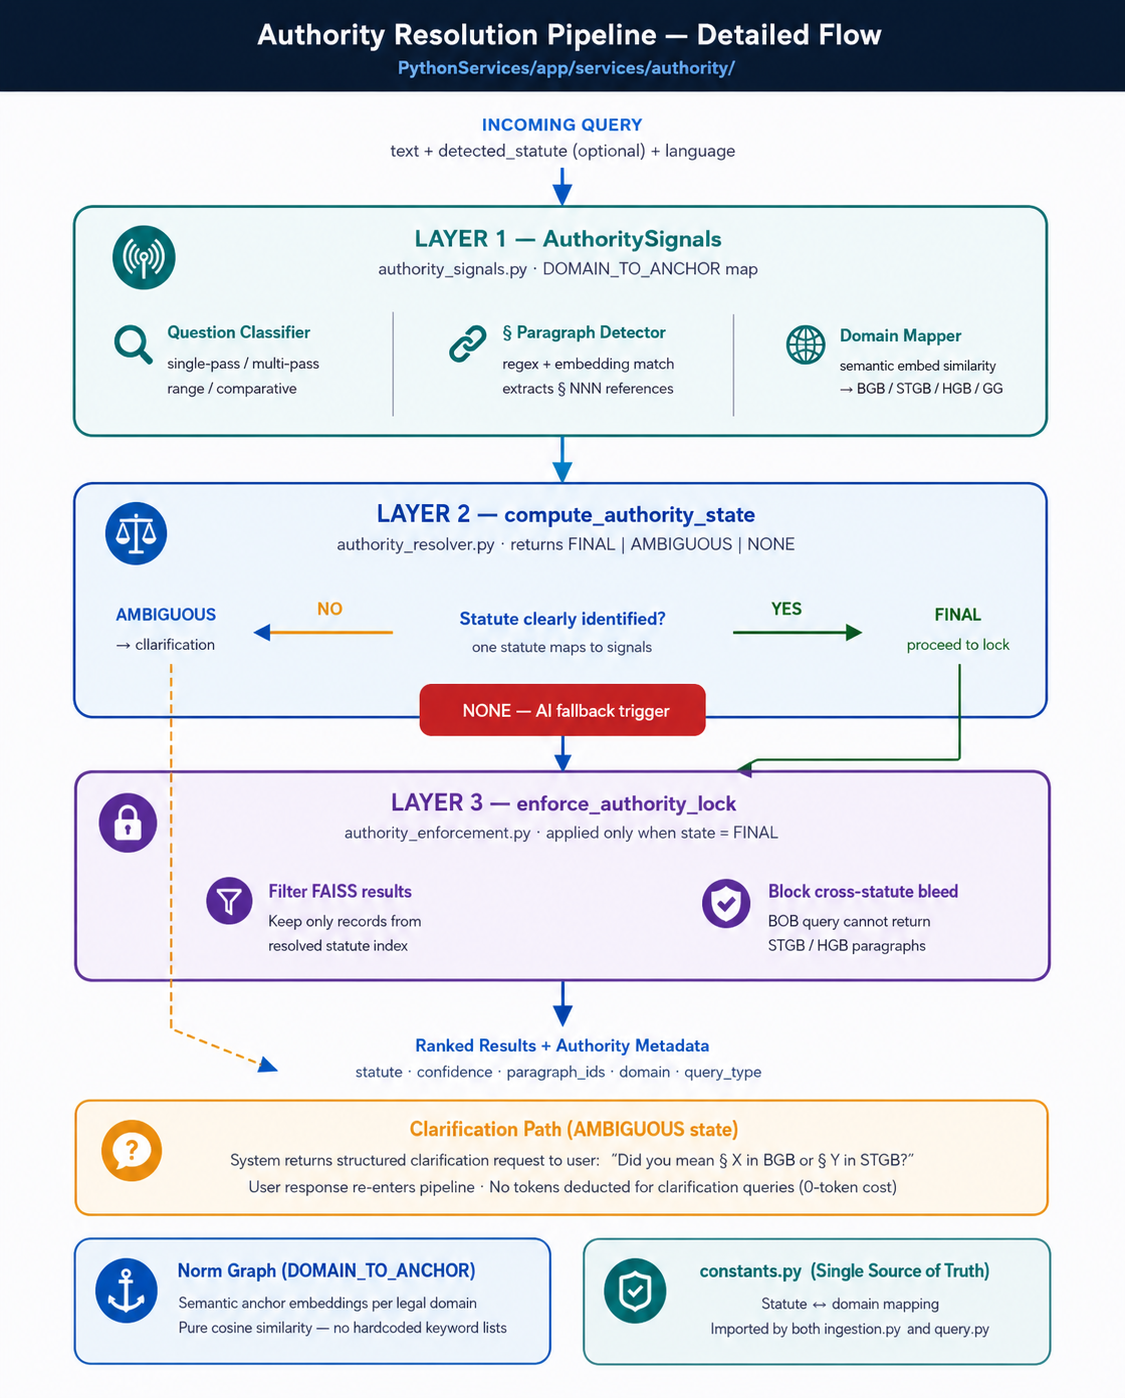 Authority Resolution Pipeline — Detailed Flow
PythonServices/app/services/authority/
INCOMING QUERY
text + detected_statute (optional) + language
LAYER 1 — AuthoritySignals
authority_signals.py · DOMAIN_TO_ANCHOR map
Question Classifier
single-pass / multi-pass
range / comparative
§ Paragraph Detector
regex + embedding match
extracts § NNN references
Domain Mapper
semantic embed similarity
→ BGB / STGB / HGB / GG
LAYER 2 — compute_authority_state
authority_resolver.py · returns FINAL | AMBIGUOUS | NONE
AMBIGUOUS
→ cllarification
NO
Statute clearly identified?
one statute maps to signals
YES
FINAL
proceed to lock
NONE — AI fallback trigger
LAYER 3 — enforce_authority_lock
authority_enforcement.py · applied only when state = FINAL
Filter FAISS results
Keep only records from
resolved statute index
Block cross-statute bleed
BOB query cannot return
STGB / HGB paragraphs
Ranked Results + Authority Metadata
statute · confidence · paragraph_ids · domain · query_type
Clarification Path (AMBIGUOUS state)
System returns structured clarification request to user: "Did you mean § X in BGB or § Y in STGB?"
User response re-enters pipeline · No tokens deducted for clarification queries (0-token cost)
Norm Graph (DOMAIN_TO_ANCHOR)
Semantic anchor embeddings per legal domain
Pure cosine similarity — no hardcoded keyword lists
constants.py (Single Source of Truth)
Statute ↔ domain mapping
Imported by both ingestion.py and query.py